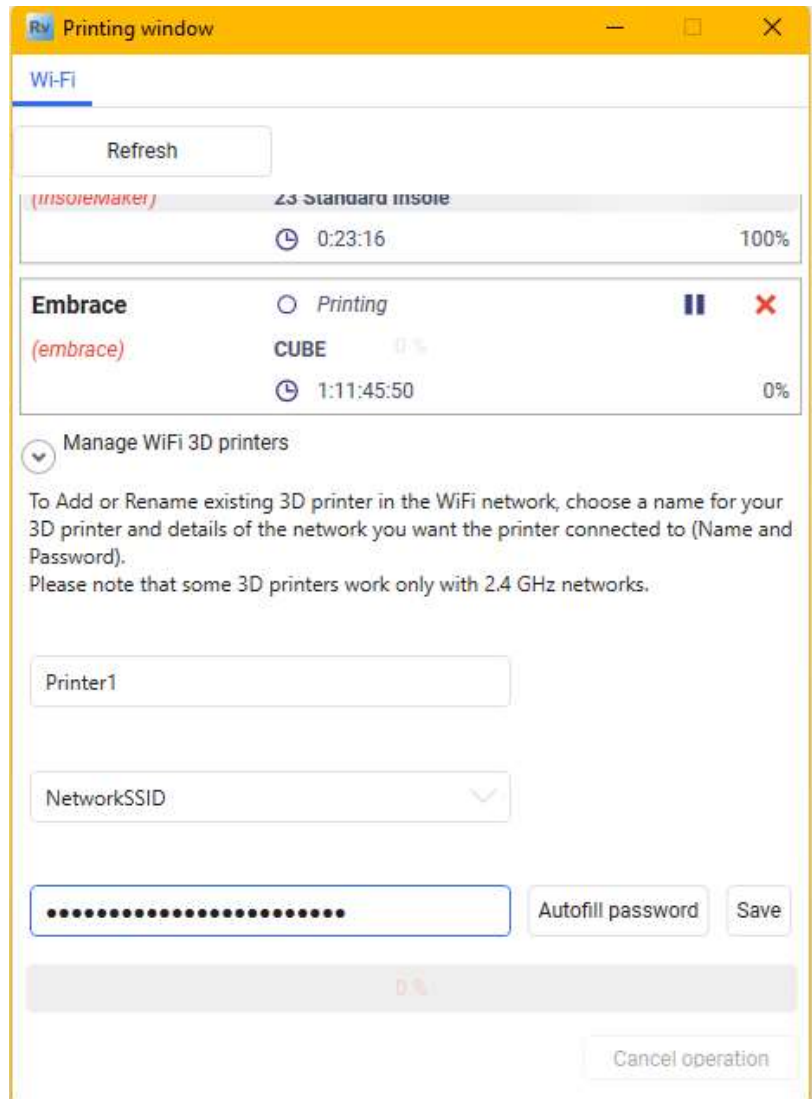 Rv Printing window
Wi-Fi
Refresh
(InsoleMaker) 23 Standard Insole
0:23:16 100%
Embrace Printing
(embrace) CUBE 0 %
1:11:45:50 0%
Manage WiFi 3D printers
To Add or Rename existing 3D printer in the WiFi network, choose a name for your
3D printer and details of the network you want the printer connected to (Name and
Password).
Please note that some 3D printers work only with 2.4 GHz networks.
Printer1
NetworkSSID
●●●●●●●●●●●●●●●●●●●●●●●● Autofill password Save
0 %
Cancel operation